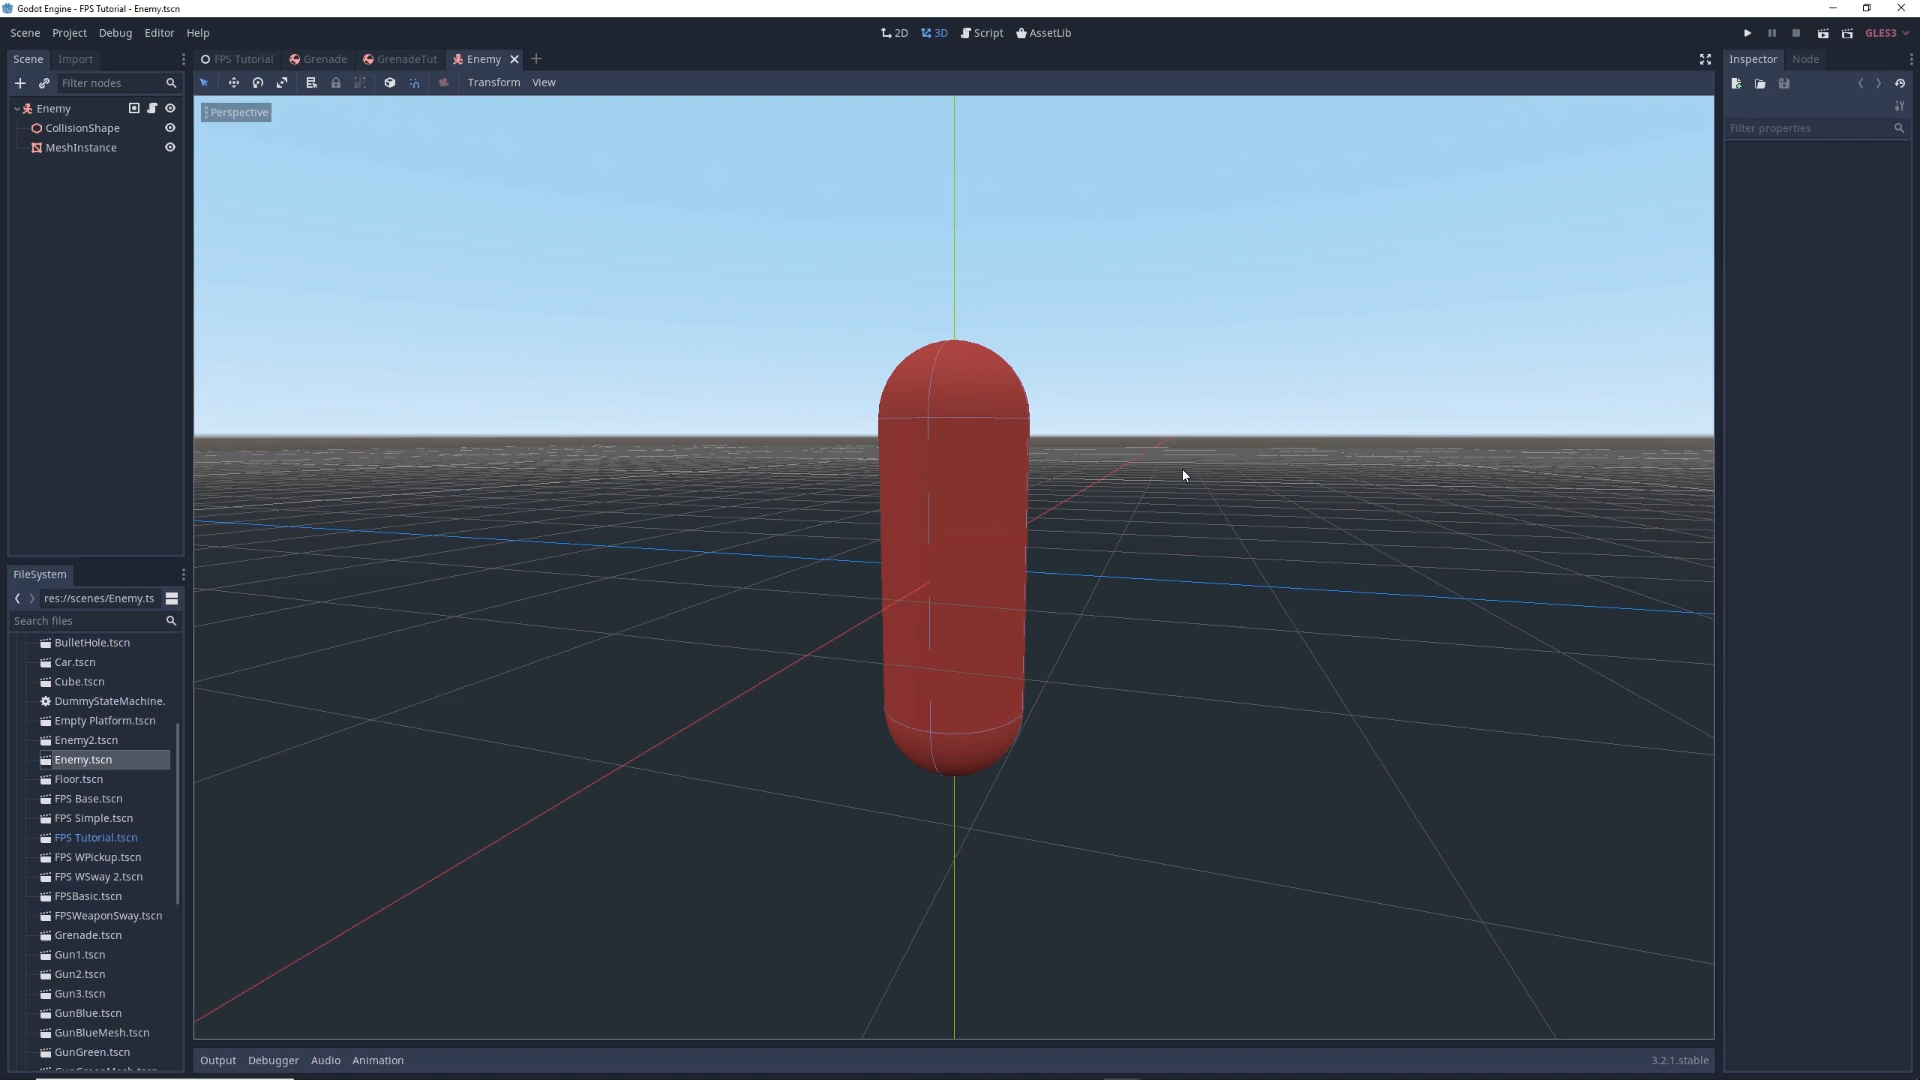 Godot Engine - FPS Tutorial - Enemy.tscn
Scene Project Debug Editor Help
2D 3D Script AssetLib
GLES3
Scene Import
FPS Tutorial Grenade GrenadeTut Enemy
Inspector Node
Filter nodes
Transform View
Enemy
CollisionShape
MeshInstance
Perspective
Filter properties
FileSystem
res://scenes/Enemy.ts
Search files
BulletHole.tscn
Car.tscn
Cube.tscn
DummyStateMachine.
Empty Platform.tscn
Enemy2.tscn
Enemy.tscn
Floor.tscn
FPS Base.tscn
FPS Simple.tscn
FPS Tutorial.tscn
FPS WPickup.tscn
FPS WSway 2.tscn
FPSBasic.tscn
FPSWeaponSway.tscn
Grenade.tscn
Gun1.tscn
Gun2.tscn
Gun3.tscn
GunBlue.tscn
GunBlueMesh.tscn
GunGreen.tscn
Output Debugger Audio Animation
3.2.1.stable